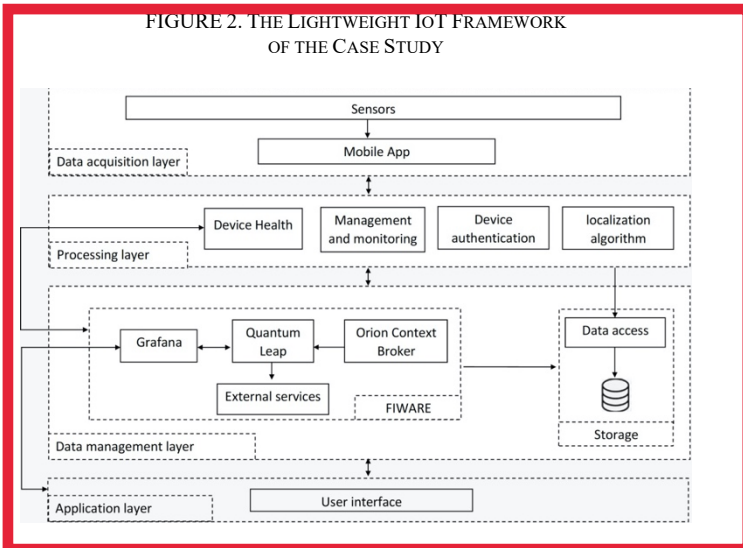 FIGURE 2. THE LIGHTWEIGHT IOT FRAMEWORK
OF THE CASE STUDY
Sensors
Mobile App
Data acquisition layer
Device Health
Management
and monitoring
Device
authentication
localization
algorithm
Processing layer
Grafana
Quantum
Leap
Orion Context
Broker
External services
FIWARE
Data access
Storage
Data management layer
User interface
Application layer